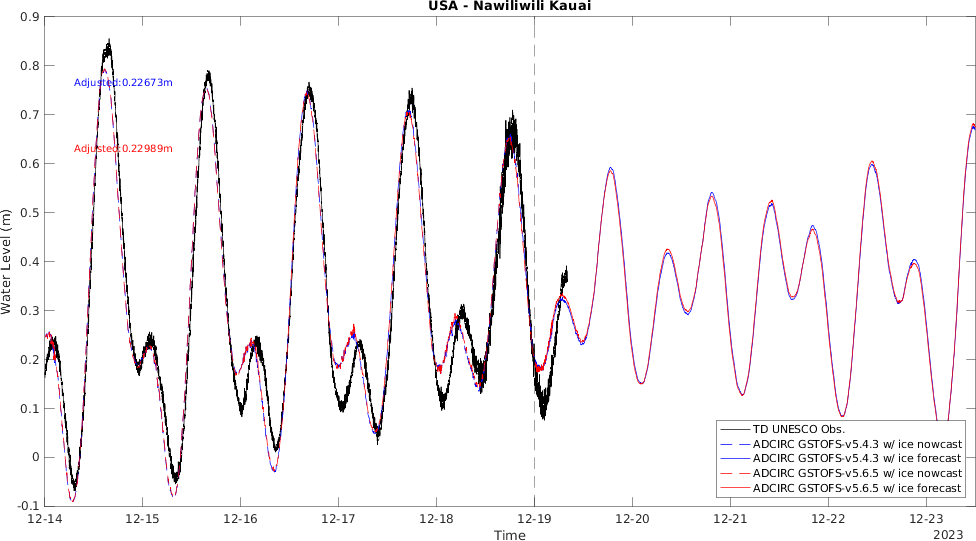 USA - Nawiliwili Kauai
0.9
0.8
0.7
0.6
0.5
0.4
0.3
0.2
0.1
0
-0.1
Water Level (m)
Adjusted:0.22673m
Adjusted:0.22989m
TD UNESCO Obs.
ADCIRC GSTOFS-v5.4.3 w/ ice nowcast
ADCIRC GSTOFS-v5.4.3 w/ ice forecast
ADCIRC GSTOFS-v5.6.5 w/ ice nowcast
ADCIRC GSTOFS-v5.6.5 w/ ice forecast
12-14 12-15 12-16 12-17 12-18 12-19 12-20 12-21 12-22 12-23
Time
2023